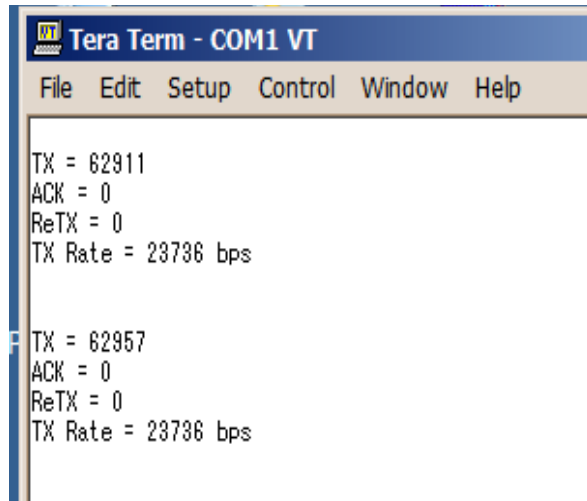 Tera Term - COM1 VT
File Edit Setup Control Window Help
TX = 62911
ACK = 0
ReTX = 0
TX Rate = 23736 bps
TX = 62957
ACK = 0
ReTX = 0
TX Rate = 23736 bps